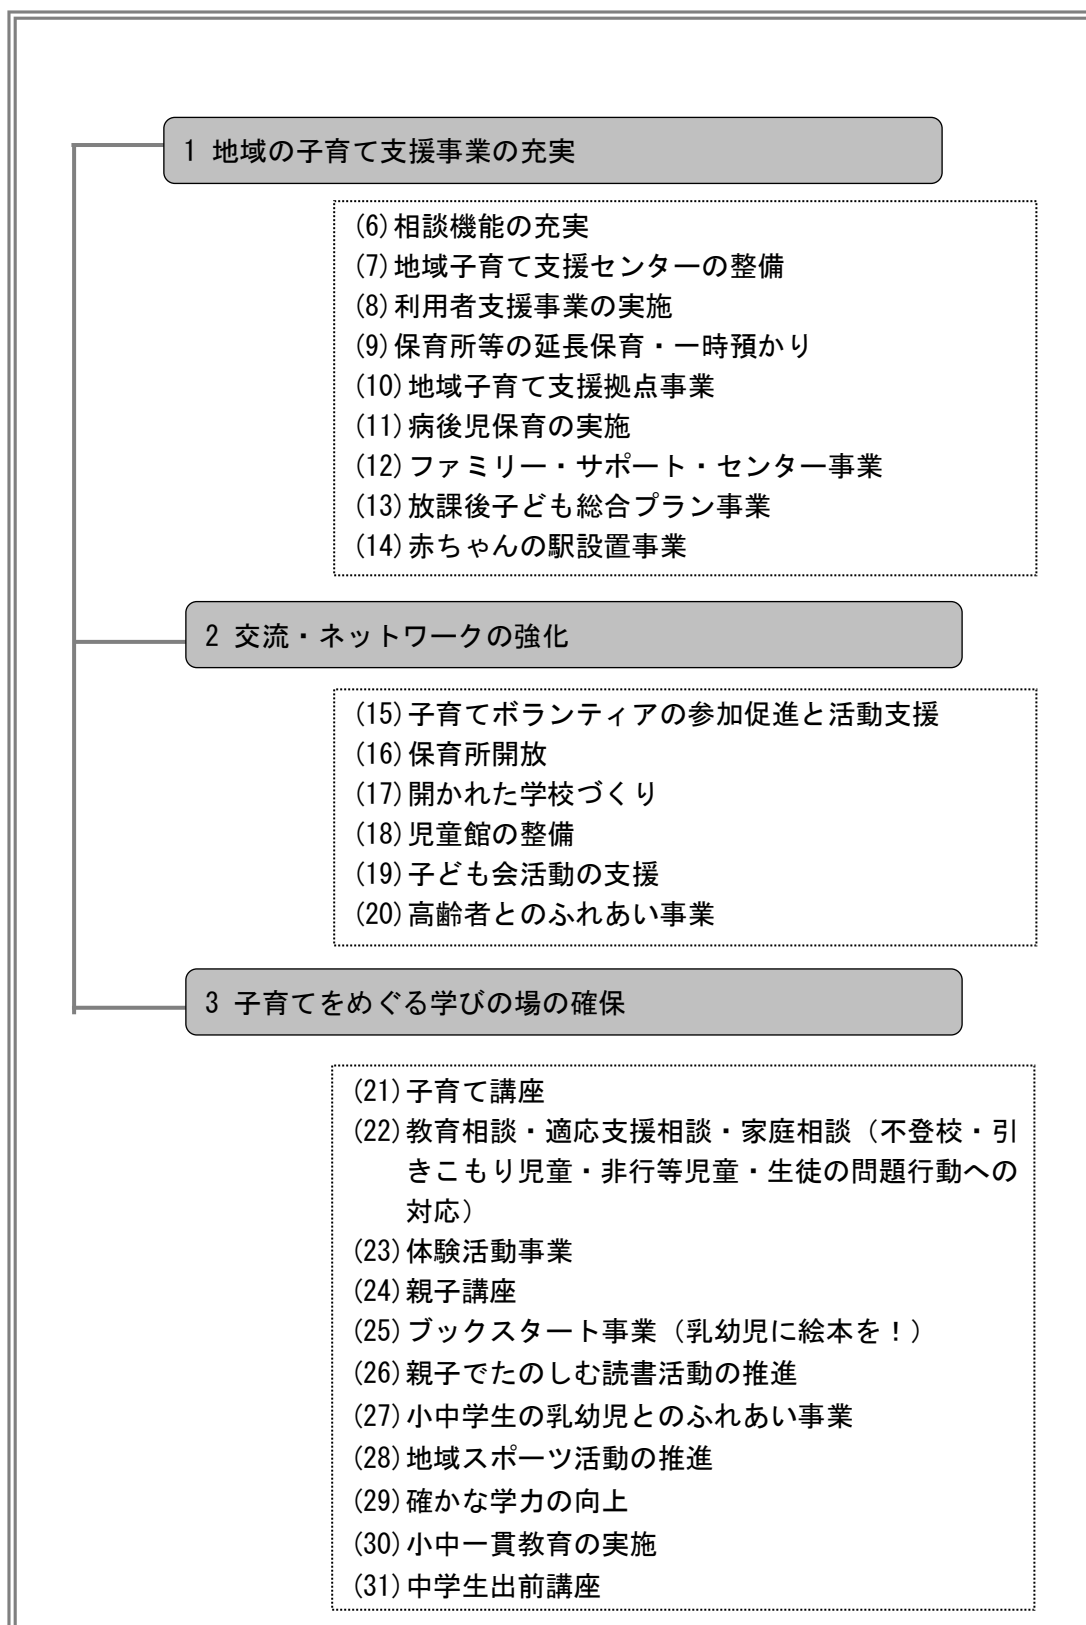 1 地域の子育て支援事業の充実
(6)相談機能の充実
(7)地域子育て支援センターの整備
(8)利用者支援事業の実施
(9)保育所等の延長保育・一時預かり
(10)地域子育て支援拠点事業
(11)病後児保育の実施
(12)ファミリー・サポート・センター事業
(13)放課後子ども総合プラン事業
(14)赤ちゃんの駅設置事業
2 交流・ネットワークの強化
(15)子育てボランティアの参加促進と活動支援
(16)保育所開放
(17)開かれた学校づくり
(18)児童館の整備
(19)子ども会活動の支援
(20)高齢者とのふれあい事業
3 子育てをめぐる学びの場の確保
(21)子育て講座
(22)教育相談・適応支援相談・家庭相談（不登校・引
きこもり児童・非行等児童・生徒の問題行動への
対応）
(23)体験活動事業
(24)親子講座
(25)ブックスタート事業（乳幼児に絵本を！）
(26)親子でたのしむ読書活動の推進
(27)小中学生の乳幼児とのふれあい事業
(28)地域スポーツ活動の推進
(29)確かな学力の向上
(30)小中一貫教育の実施
(31)中学生出前講座